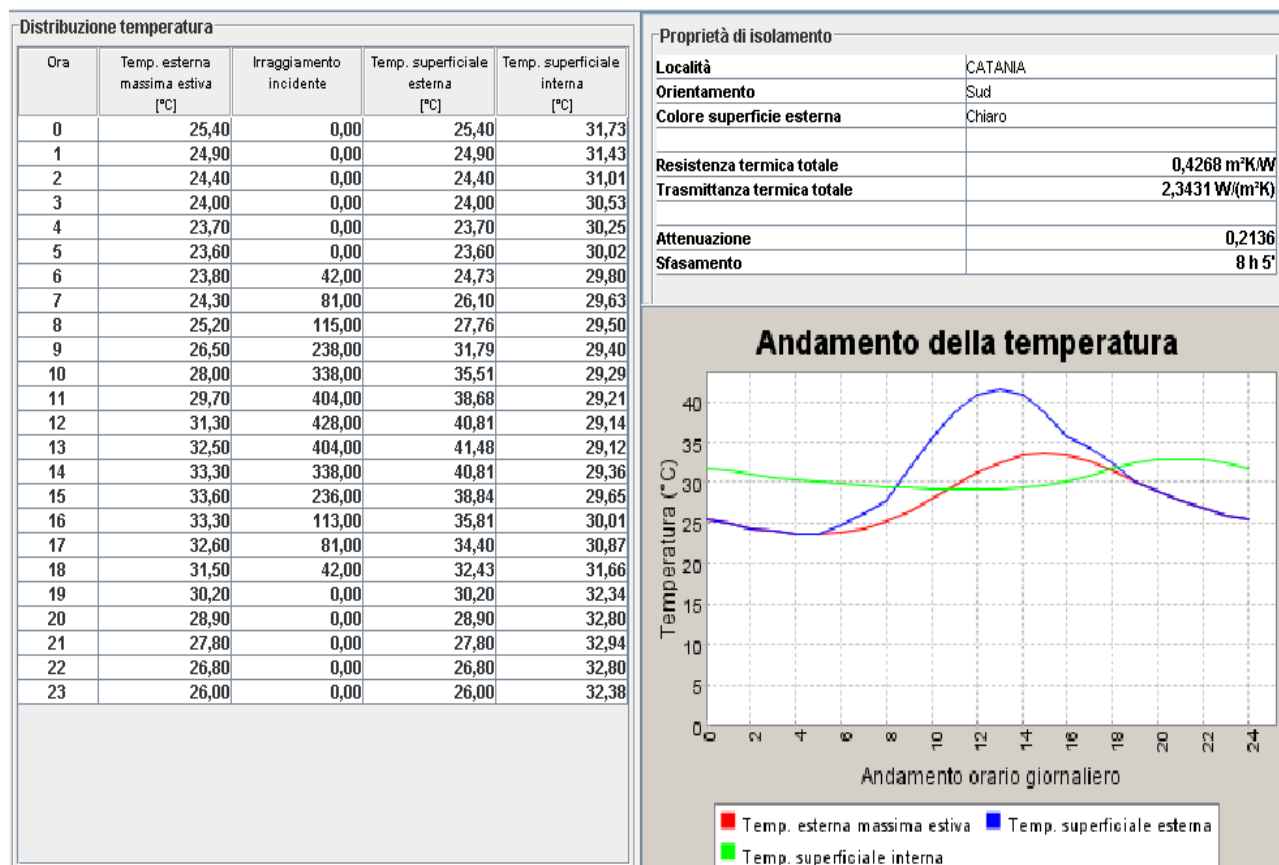 Distribuzione temperatura
Ora Temp. esterna massima estiva [°C] Irraggiamento incidente Temp. superficiale esterna [°C] Temp. superficiale interna [°C]
0 25,40 0,00 25,40 31,73
1 24,90 0,00 24,90 31,43
2 24,40 0,00 24,40 31,01
3 24,00 0,00 24,00 30,53
4 23,70 0,00 23,70 30,25
5 23,60 0,00 23,60 30,02
6 23,80 42,00 24,73 29,80
7 24,30 81,00 26,10 29,63
8 25,20 115,00 27,76 29,50
9 26,50 238,00 31,79 29,40
10 28,00 338,00 35,51 29,29
11 29,70 404,00 38,68 29,21
12 31,30 428,00 40,81 29,14
13 32,50 404,00 41,48 29,12
14 33,30 338,00 40,81 29,36
15 33,60 236,00 38,84 29,65
16 33,30 113,00 35,81 30,01
17 32,60 81,00 34,40 30,87
18 31,50 42,00 32,43 31,66
19 30,20 0,00 30,20 32,34
20 28,90 0,00 28,90 32,80
21 27,80 0,00 27,80 32,94
22 26,80 0,00 26,80 32,80
23 26,00 0,00 26,00 32,38
Proprietà di isolamento
Località CATANIA
Orientamento Sud
Colore superficie esterna Chiaro
Resistenza termica totale 0,4268 m²K/W
Trasmittanza termica totale 2,3431 W/(m²K)
Attenuazione 0,2136
Sfasamento 8 h 5'
Andamento della temperatura
Temperatura (°C)
40
35
30
25
20
15
10
5
0
0 2 4 6 8 10 12 14 16 18 20 22 24
Andamento orario giornaliero
Temp. esterna massima estiva Temp. superficiale esterna
Temp. superficiale interna